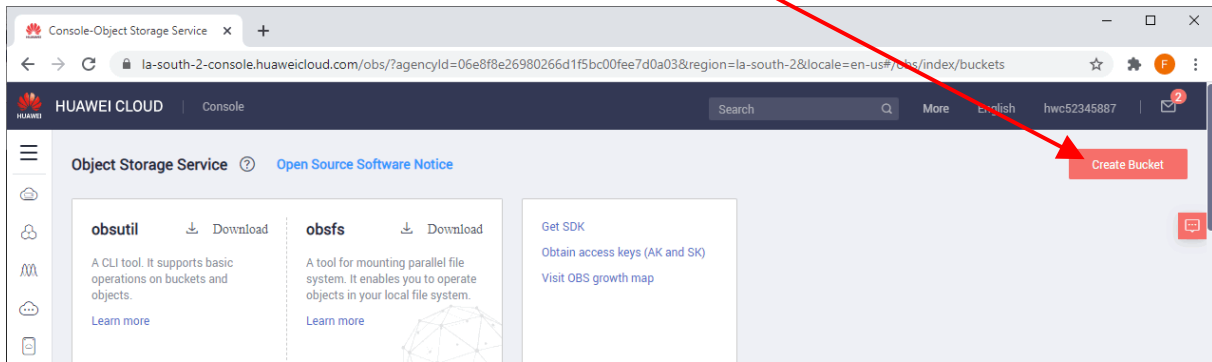 Console-Object Storage Service
la-south-2-console.huaweicloud.com/obs/?agencyId=06e8f8e26980266d1f5bc00fee7d0a03&region=la-south-2&locale=en-us#/obs/index/buckets
F
HUAWEI
HUAWEI CLOUD | Console
Search
More
English
hwc52345887
2
Object Storage Service ?
Open Source Software Notice
Create Bucket
obsutil
Download
A CLI tool. It supports basic
operations on buckets and
objects.
Learn more
obsfs
Download
A tool for mounting parallel file
system. It enables you to operate
objects in your local file system.
Learn more
Get SDK
Obtain access keys (AK and SK)
Visit OBS growth map